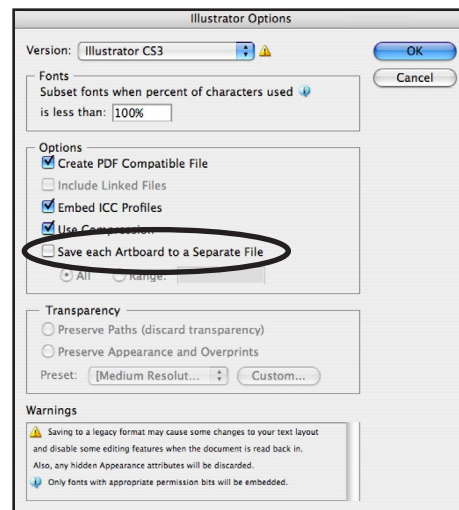 Illustrator Options
Version: Illustrator CS3
OK
Fonts
Cancel
Subset fonts when percent of characters used
is less than: 100%
Options
Create PDF Compatible File
Include Linked Files
Embed ICC Profiles
Use Compression
Save each Artboard to a Separate File
All Range:
Transparency
Preserve Paths (discard transparency)
Preserve Appearance and Overprints
Preset: [Medium Resolut... Custom...
Warnings
Saving to a legacy format may cause some changes to your text layout
and disable some editing features when the document is read back in.
Also, any hidden Appearance attributes will be discarded.
Only fonts with appropriate permission bits will be embedded.